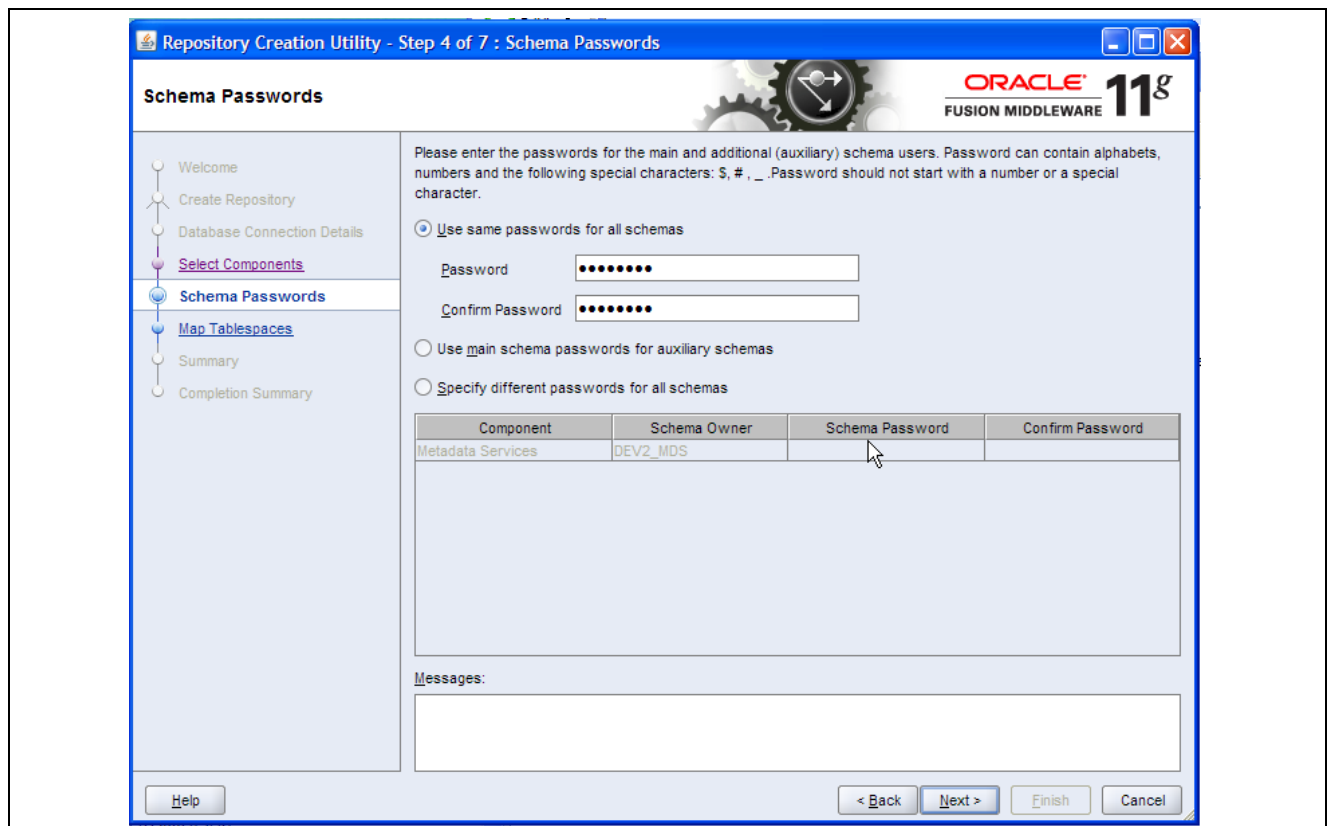 Repository Creation Utility - Step 4 of 7 : Schema Passwords
Schema Passwords
ORACLE
FUSION MIDDLEWARE
11g
Welcome
Create Repository
Database Connection Details
Select Components
Schema Passwords
Map Tablespaces
Summary
Completion Summary
Please enter the passwords for the main and additional (auxiliary) schema users. Password can contain alphabets,
numbers and the following special characters: $, # , _ .Password should not start with a number or a special
character.
Use same passwords for all schemas
Password ●●●●●●●●
Confirm Password ●●●●●●●●
Use main schema passwords for auxiliary schemas
Specify different passwords for all schemas
Component Schema Owner Schema Password Confirm Password
Metadata Services DEV2_MDS
Messages:
Help < Back Next > Finish Cancel